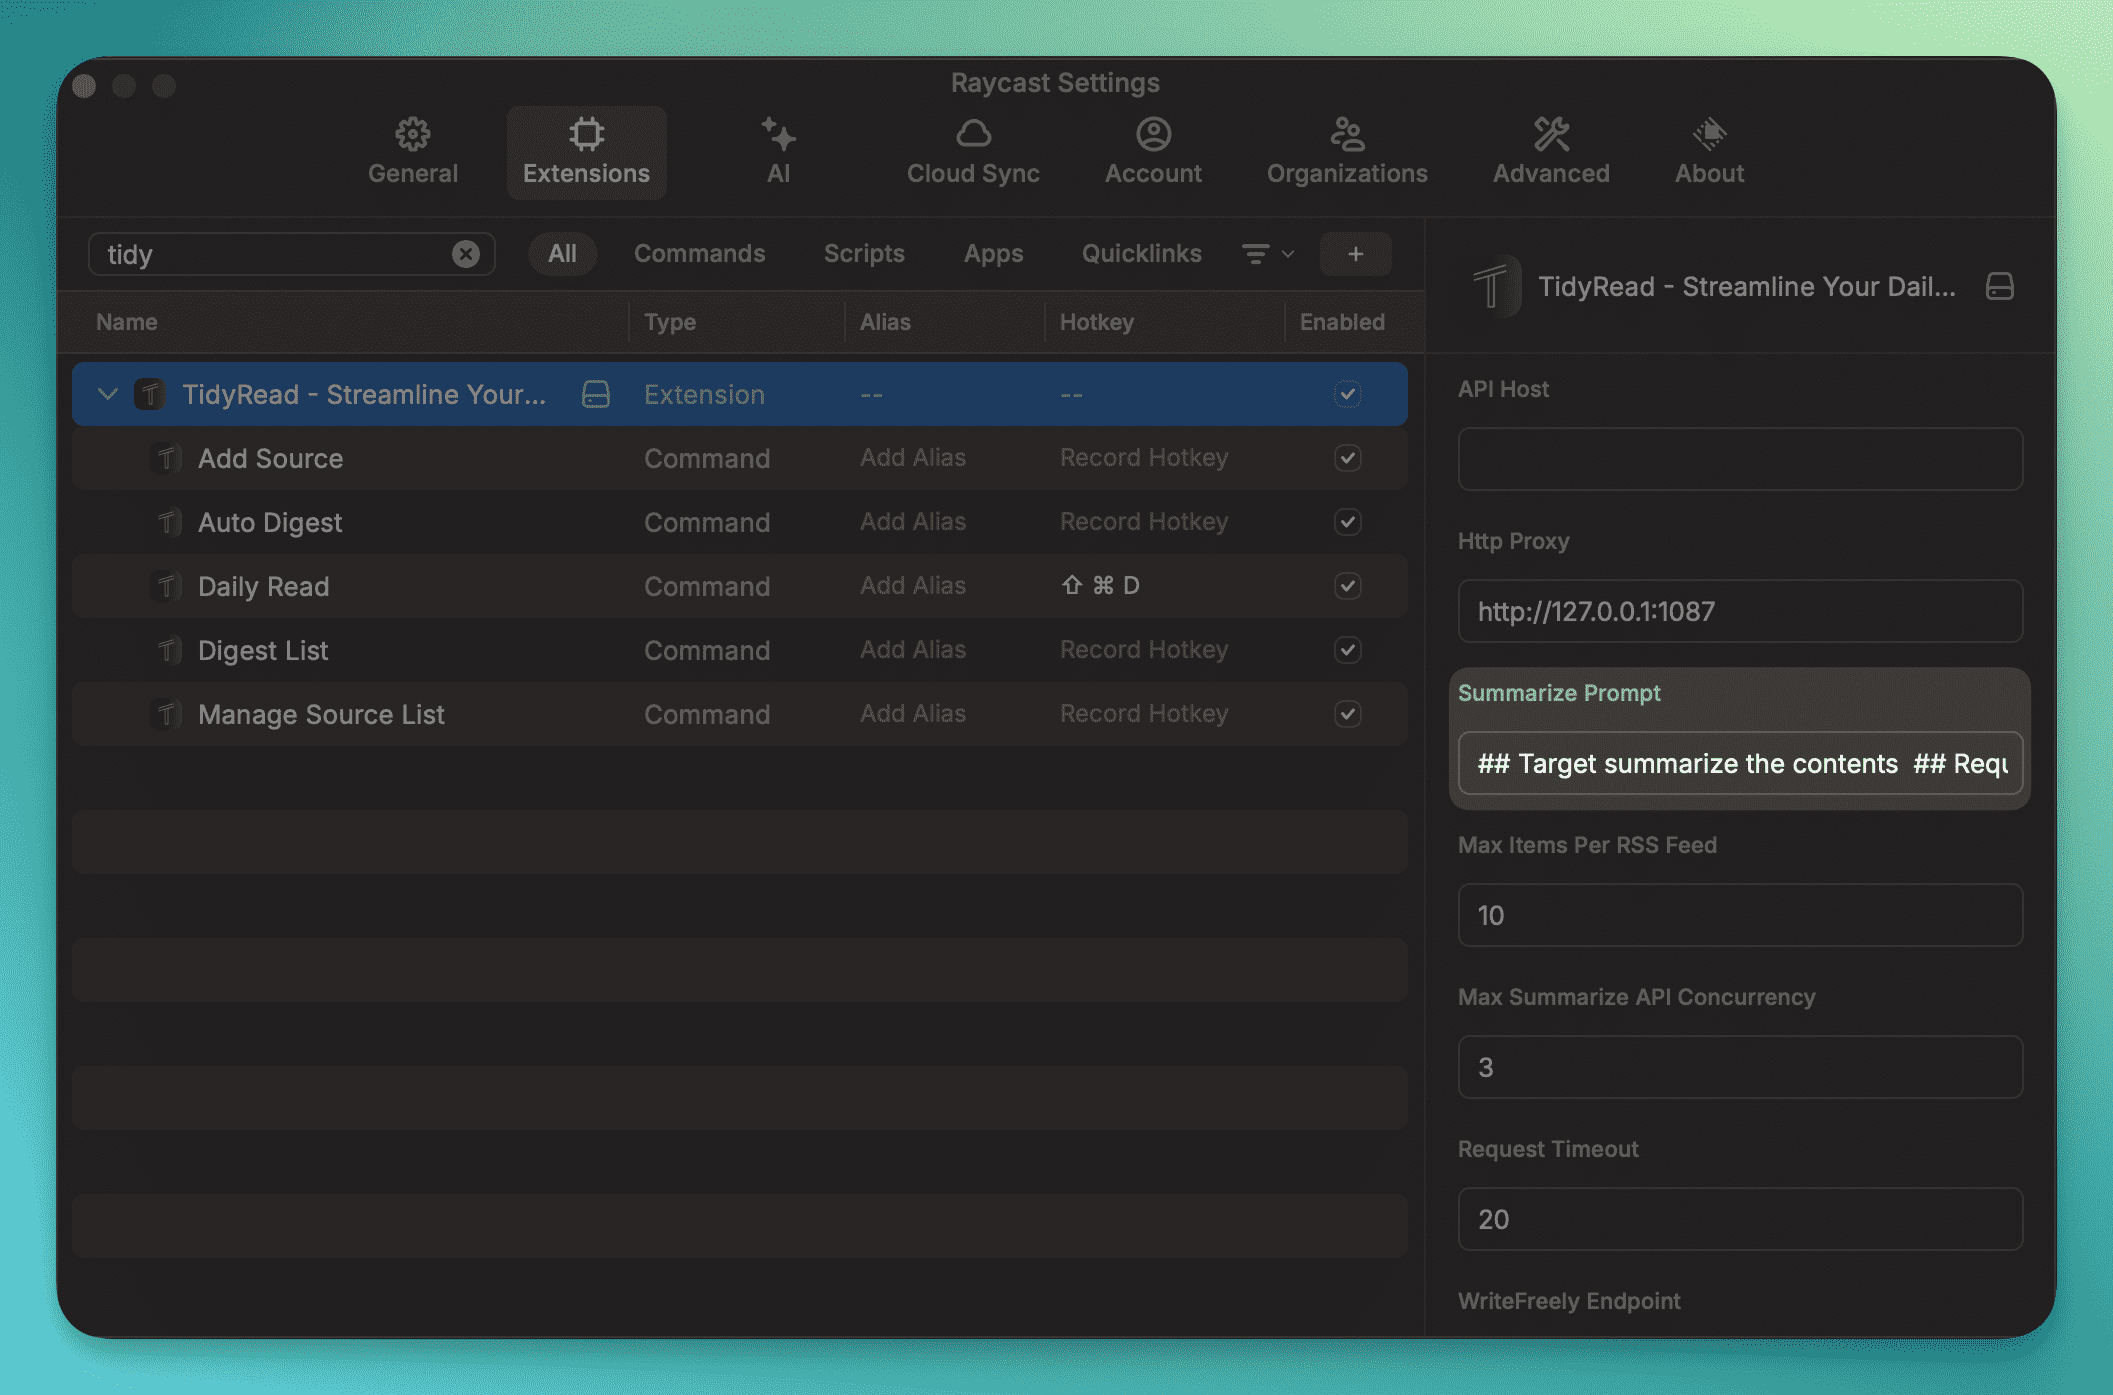 Raycast Settings
General
Extensions
AI
Cloud Sync
Account
Organizations
Advanced
About
tidy
All
Commands
Scripts
Apps
Quicklinks
+
Name
Type
Alias
Hotkey
Enabled
TidyRead - Streamline Your...
Extension
--
--
Add Source
Command
Add Alias
Record Hotkey
Auto Digest
Command
Add Alias
Record Hotkey
Daily Read
Command
Add Alias
⇧ ⌘ D
Digest List
Command
Add Alias
Record Hotkey
Manage Source List
Command
Add Alias
Record Hotkey
TidyRead - Streamline Your Dail...
API Host
Http Proxy
http://127.0.0.1:1087
Summarize Prompt
## Target summarize the contents  ## Requ
Max Items Per RSS Feed
10
Max Summarize API Concurrency
3
Request Timeout
20
WriteFreely Endpoint